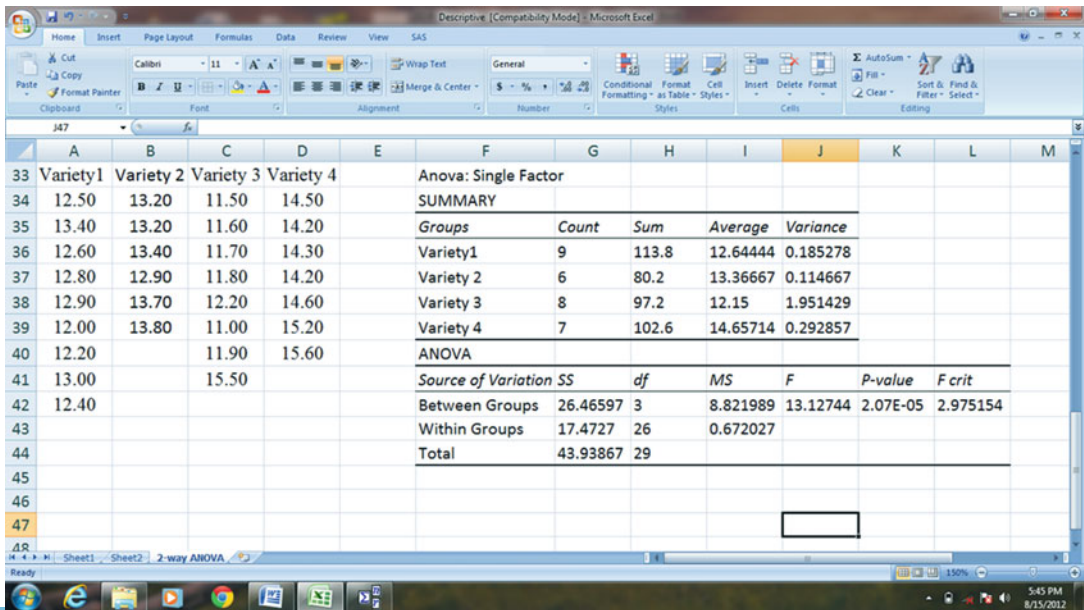 Descriptive [Compatibility Mode] - Microsoft Excel
Home Insert Page Layout Formulas Data Review View SAS
Cut Calibri 11 Wrap Text General Σ AutoSum
Copy Fill
Paste Format Painter B I U Merge & Center $ % , Conditional Formatting Format as Table Cell Styles Insert Delete Format Clear Sort & Filter Find & Select
Clipboard Font Alignment Number Styles Cells Editing
J47 fx
A B C D E F G H I J K L M
33 Variety1 Variety 2 Variety 3 Variety 4 Anova: Single Factor
34 12.50 13.20 11.50 14.50 SUMMARY
35 13.40 13.20 11.60 14.20 Groups Count Sum Average Variance
36 12.60 13.40 11.70 14.30 Variety1 9 113.8 12.64444 0.185278
37 12.80 12.90 11.80 14.20 Variety 2 6 80.2 13.36667 0.114667
38 12.90 13.70 12.20 14.60 Variety 3 8 97.2 12.15 1.951429
39 12.00 13.80 11.00 15.20 Variety 4 7 102.6 14.65714 0.292857
40 12.20 11.90 15.60 ANOVA
41 13.00 15.50 Source of Variation SS df MS F P-value F crit
42 12.40 Between Groups 26.46597 3 8.821989 13.12744 2.07E-05 2.975154
43 Within Groups 17.4727 26 0.672027
44 Total 43.93867 29
45
46
47
48
Sheet1 Sheet2 2-way ANOVA
Ready 150%
5:45 PM
8/15/2012